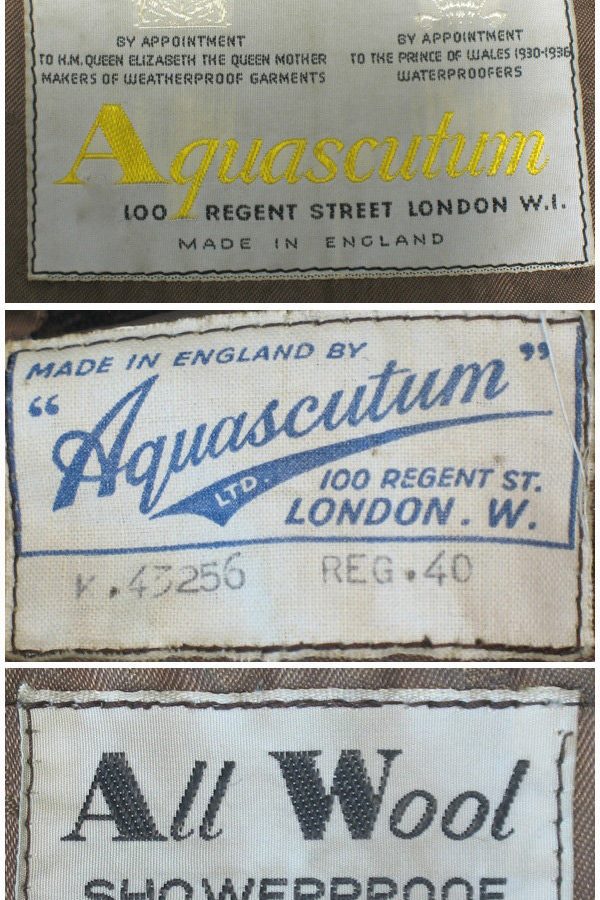 BY APPOINTMENT
TO H.M. QUEEN ELIZABETH THE QUEEN MOTHER
MAKERS OF WEATHERPROOF GARMENTS
BY APPOINTMENT
TO THE PRINCE OF WALES 1930-1936
WATERPROOFERS
Aquascutum
100 REGENT STREET LONDON W.1.
MADE IN ENGLAND
MADE IN ENGLAND BY
“Aquascutum”
LTD.
100 REGENT ST.
LONDON. W.
K.43256 REG.40
All Wool
SHOWERPROOF